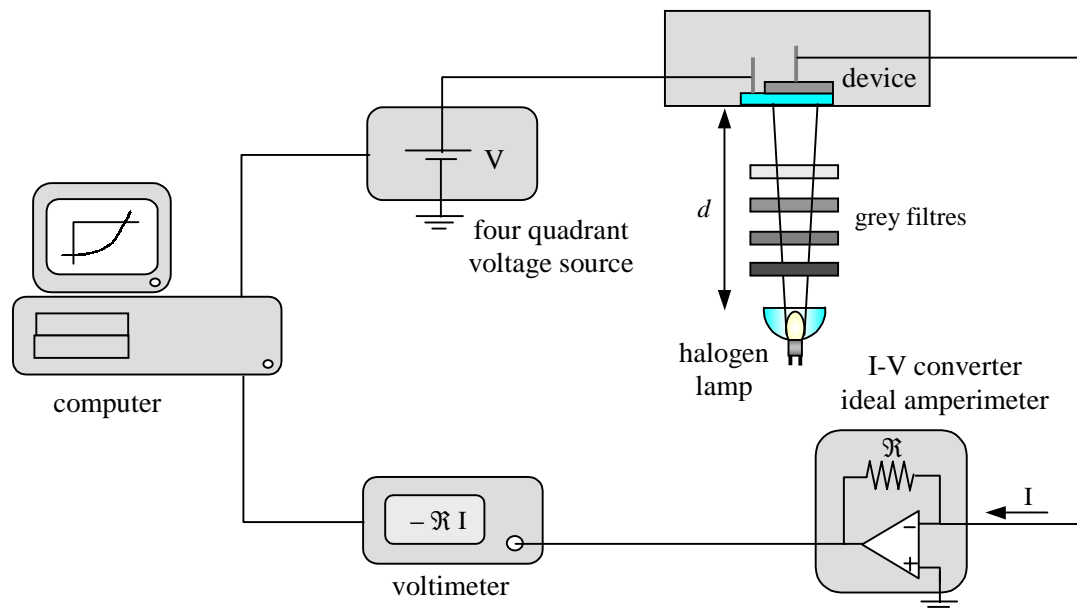 device
V
four quadrant
voltage source
d
grey filtres
halogen
lamp
computer
I-V converter
ideal amperimeter
ℜ
I
– ℜ I
−
+
voltimeter